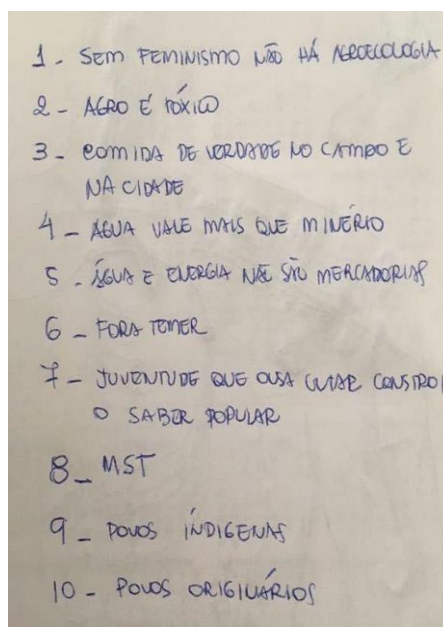 1 - SEM FEMINISMO NÃO HÁ AGROECOLOGIA
2 - AGRO É TÓXICO
3 - COMIDA DE VERDADE NO CAMPO E
NA CIDADE
4 - ÁGUA VALE MAIS QUE MINÉRIO
5 - ÁGUA E ENERGIA NÃO SÃO MERCADORIAS
6 - FORA TEMER
7 - JUVENTUDE QUE OUSA LUTAR CONSTROI
O SABER POPULAR
8 - MST
9 - POVOS ÍNDIGENAS
10 - POVOS ORIGINÁRIOS